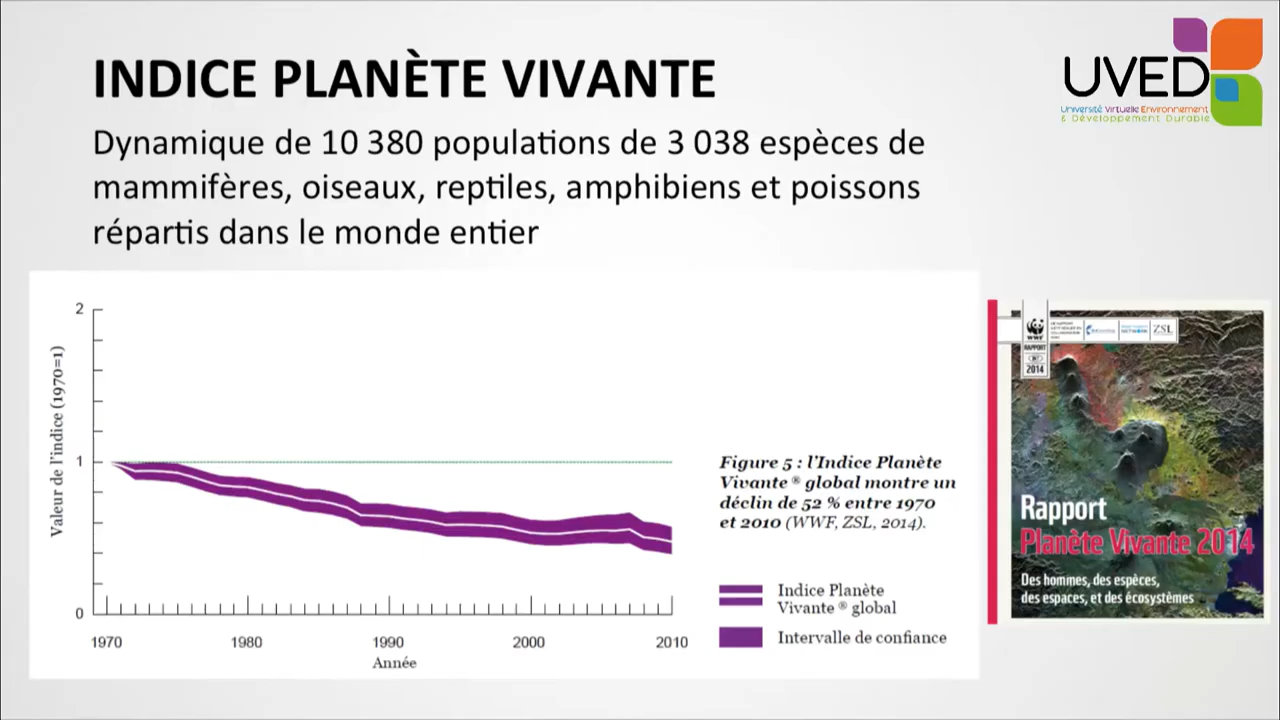 INDICE PLANÈTE VIVANTE
UVED
Université Virtuelle Environnement
& Développement Durable
Dynamique de 10 380 populations de 3 038 espèces de
mammifères, oiseaux, reptiles, amphibiens et poissons
répartis dans le monde entier
2
1
0
Valeur de l'indice (1970=1)
1970
1980
1990
2000
2010
Année
Figure 5 : l'Indice Planète
Vivante ® global montre un
déclin de 52 % entre 1970
et 2010 (WWF, ZSL, 2014).
Indice Planète
Vivante ® global
Intervalle de confiance
WWF
ZSL
RAPPORT
2014
Rapport
Planète Vivante 2014
Des hommes, des espèces,
des espaces, et des écosystèmes